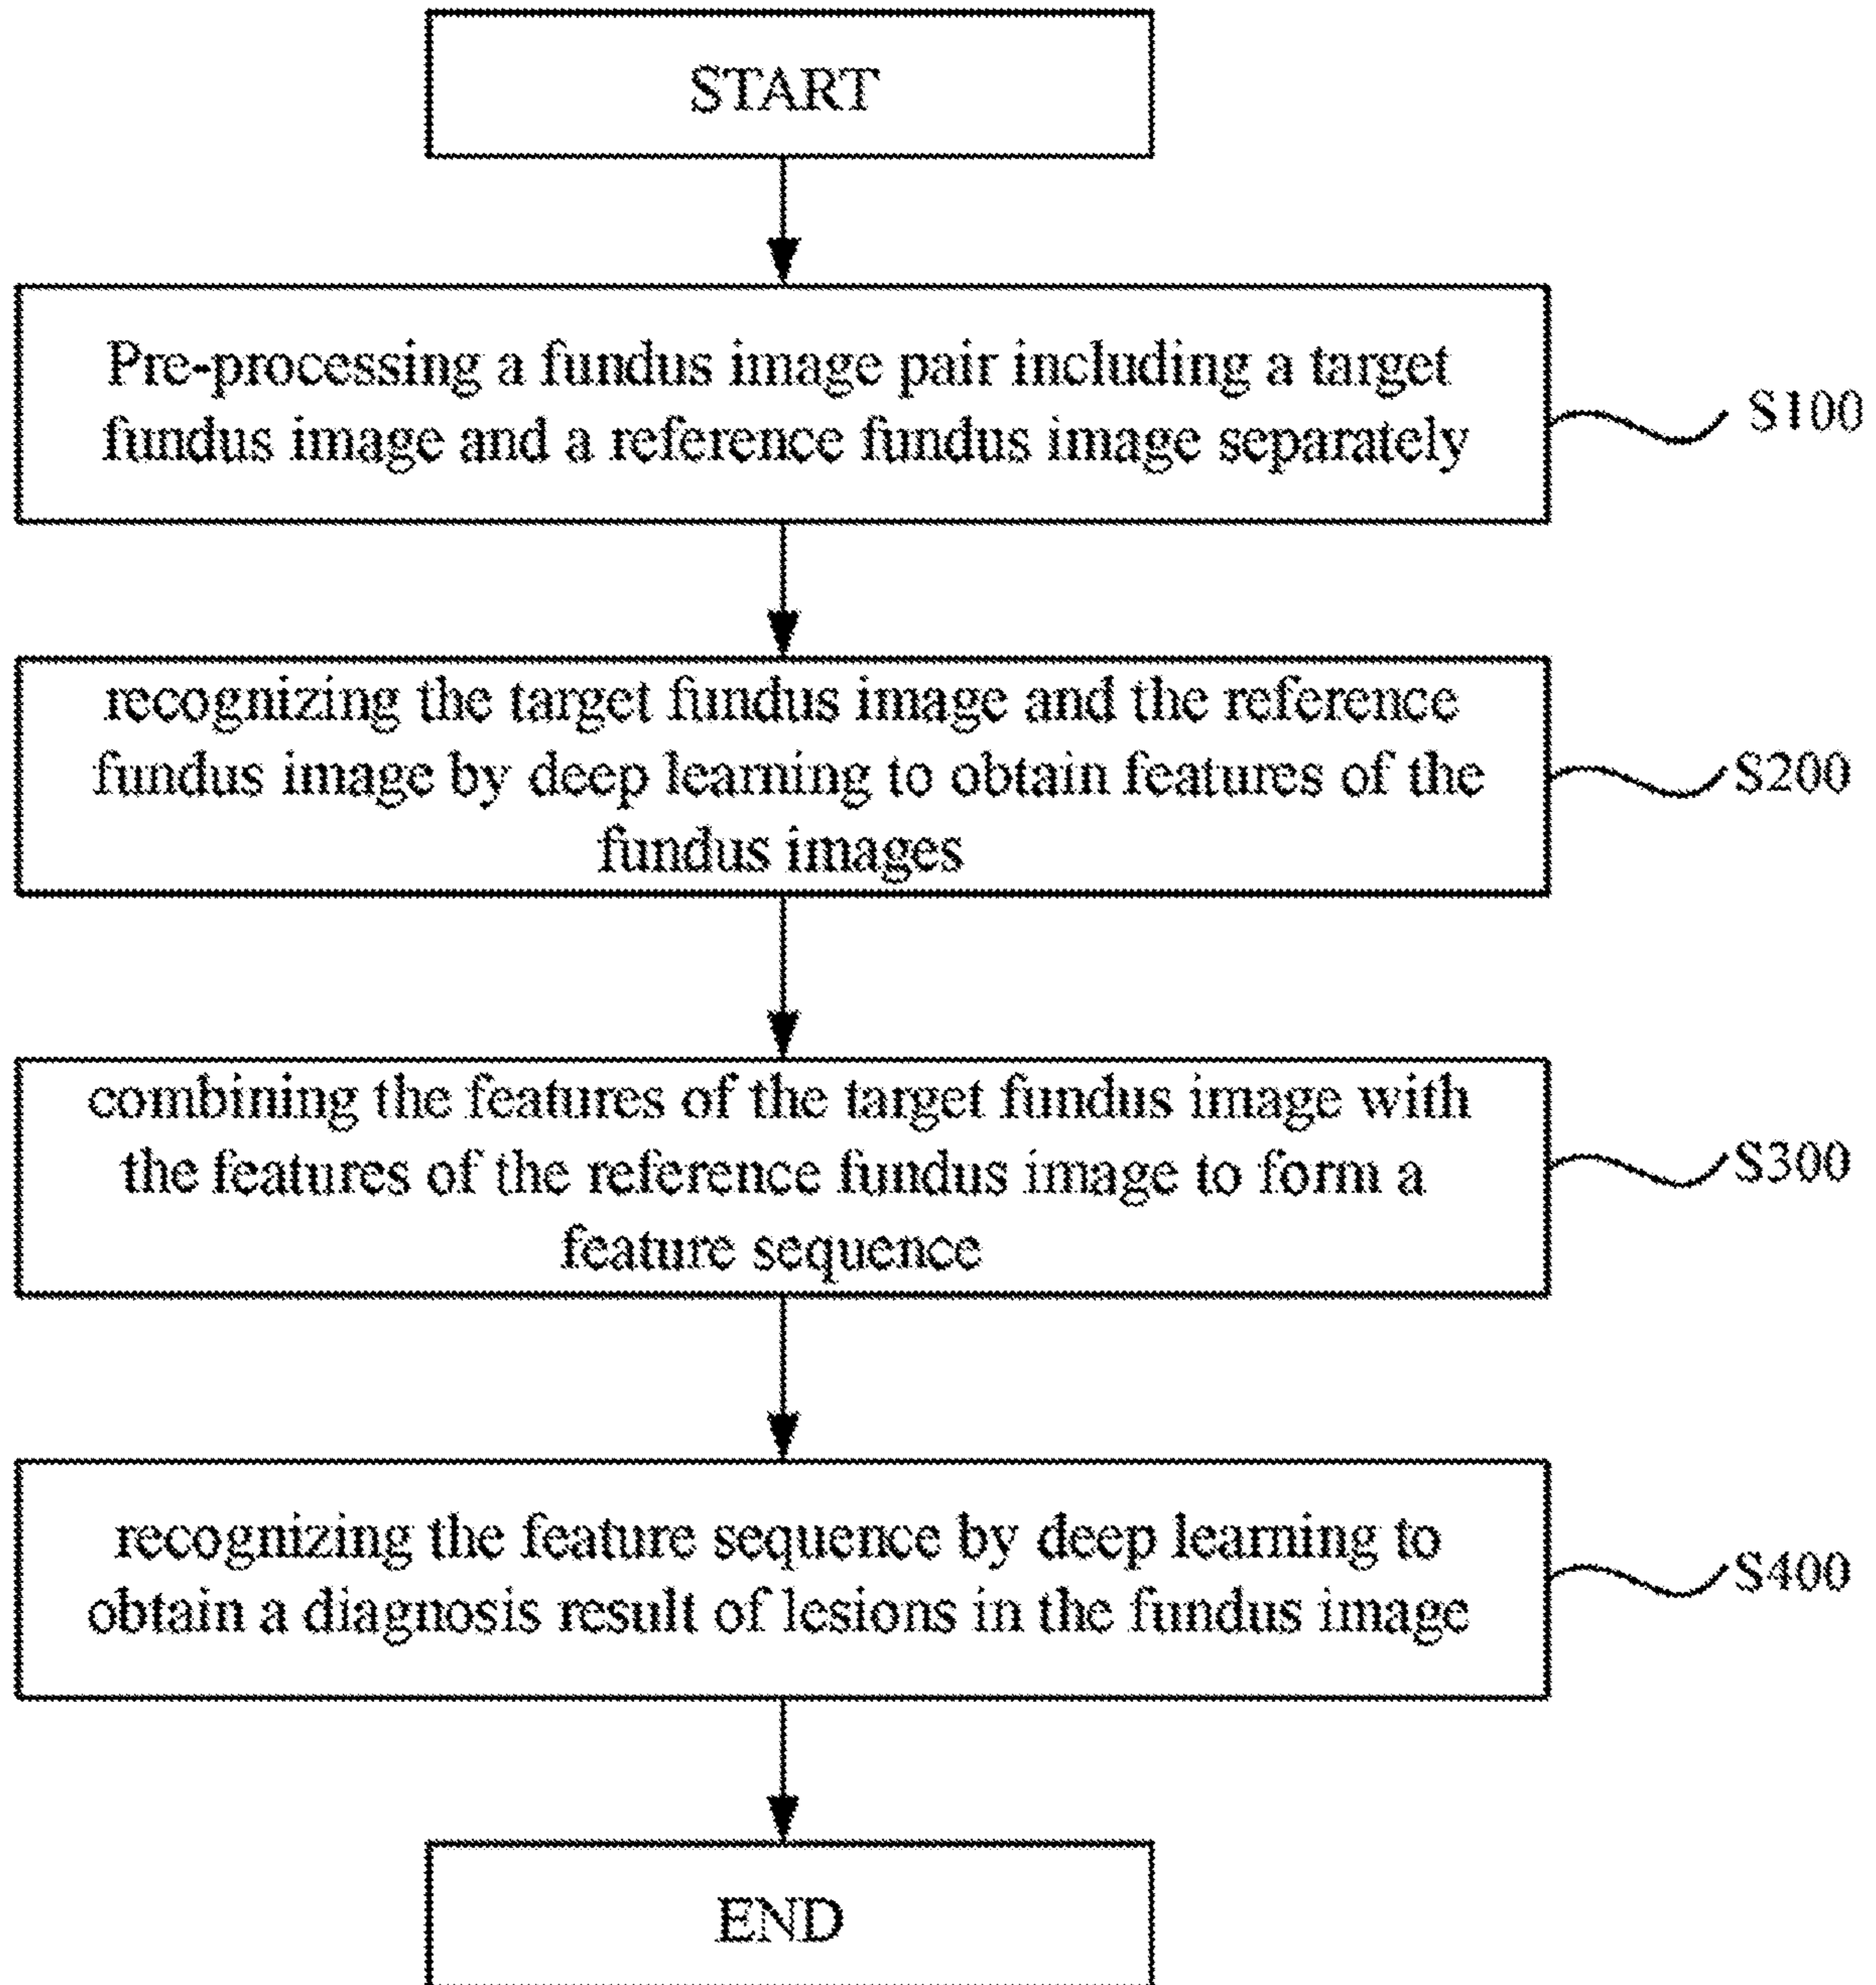 START
Pre-processing a fundus image pair including a target
fundus image and a reference fundus image separately
S100
recognizing the target fundus image and the reference
fundus image by deep learning to obtain features of the
fundus images
S200
combining the features of the target fundus image with
the features of the reference fundus image to form a
feature sequence
S300
recognizing the feature sequence by deep learning to
obtain a diagnosis result of lesions in the fundus image
S400
END